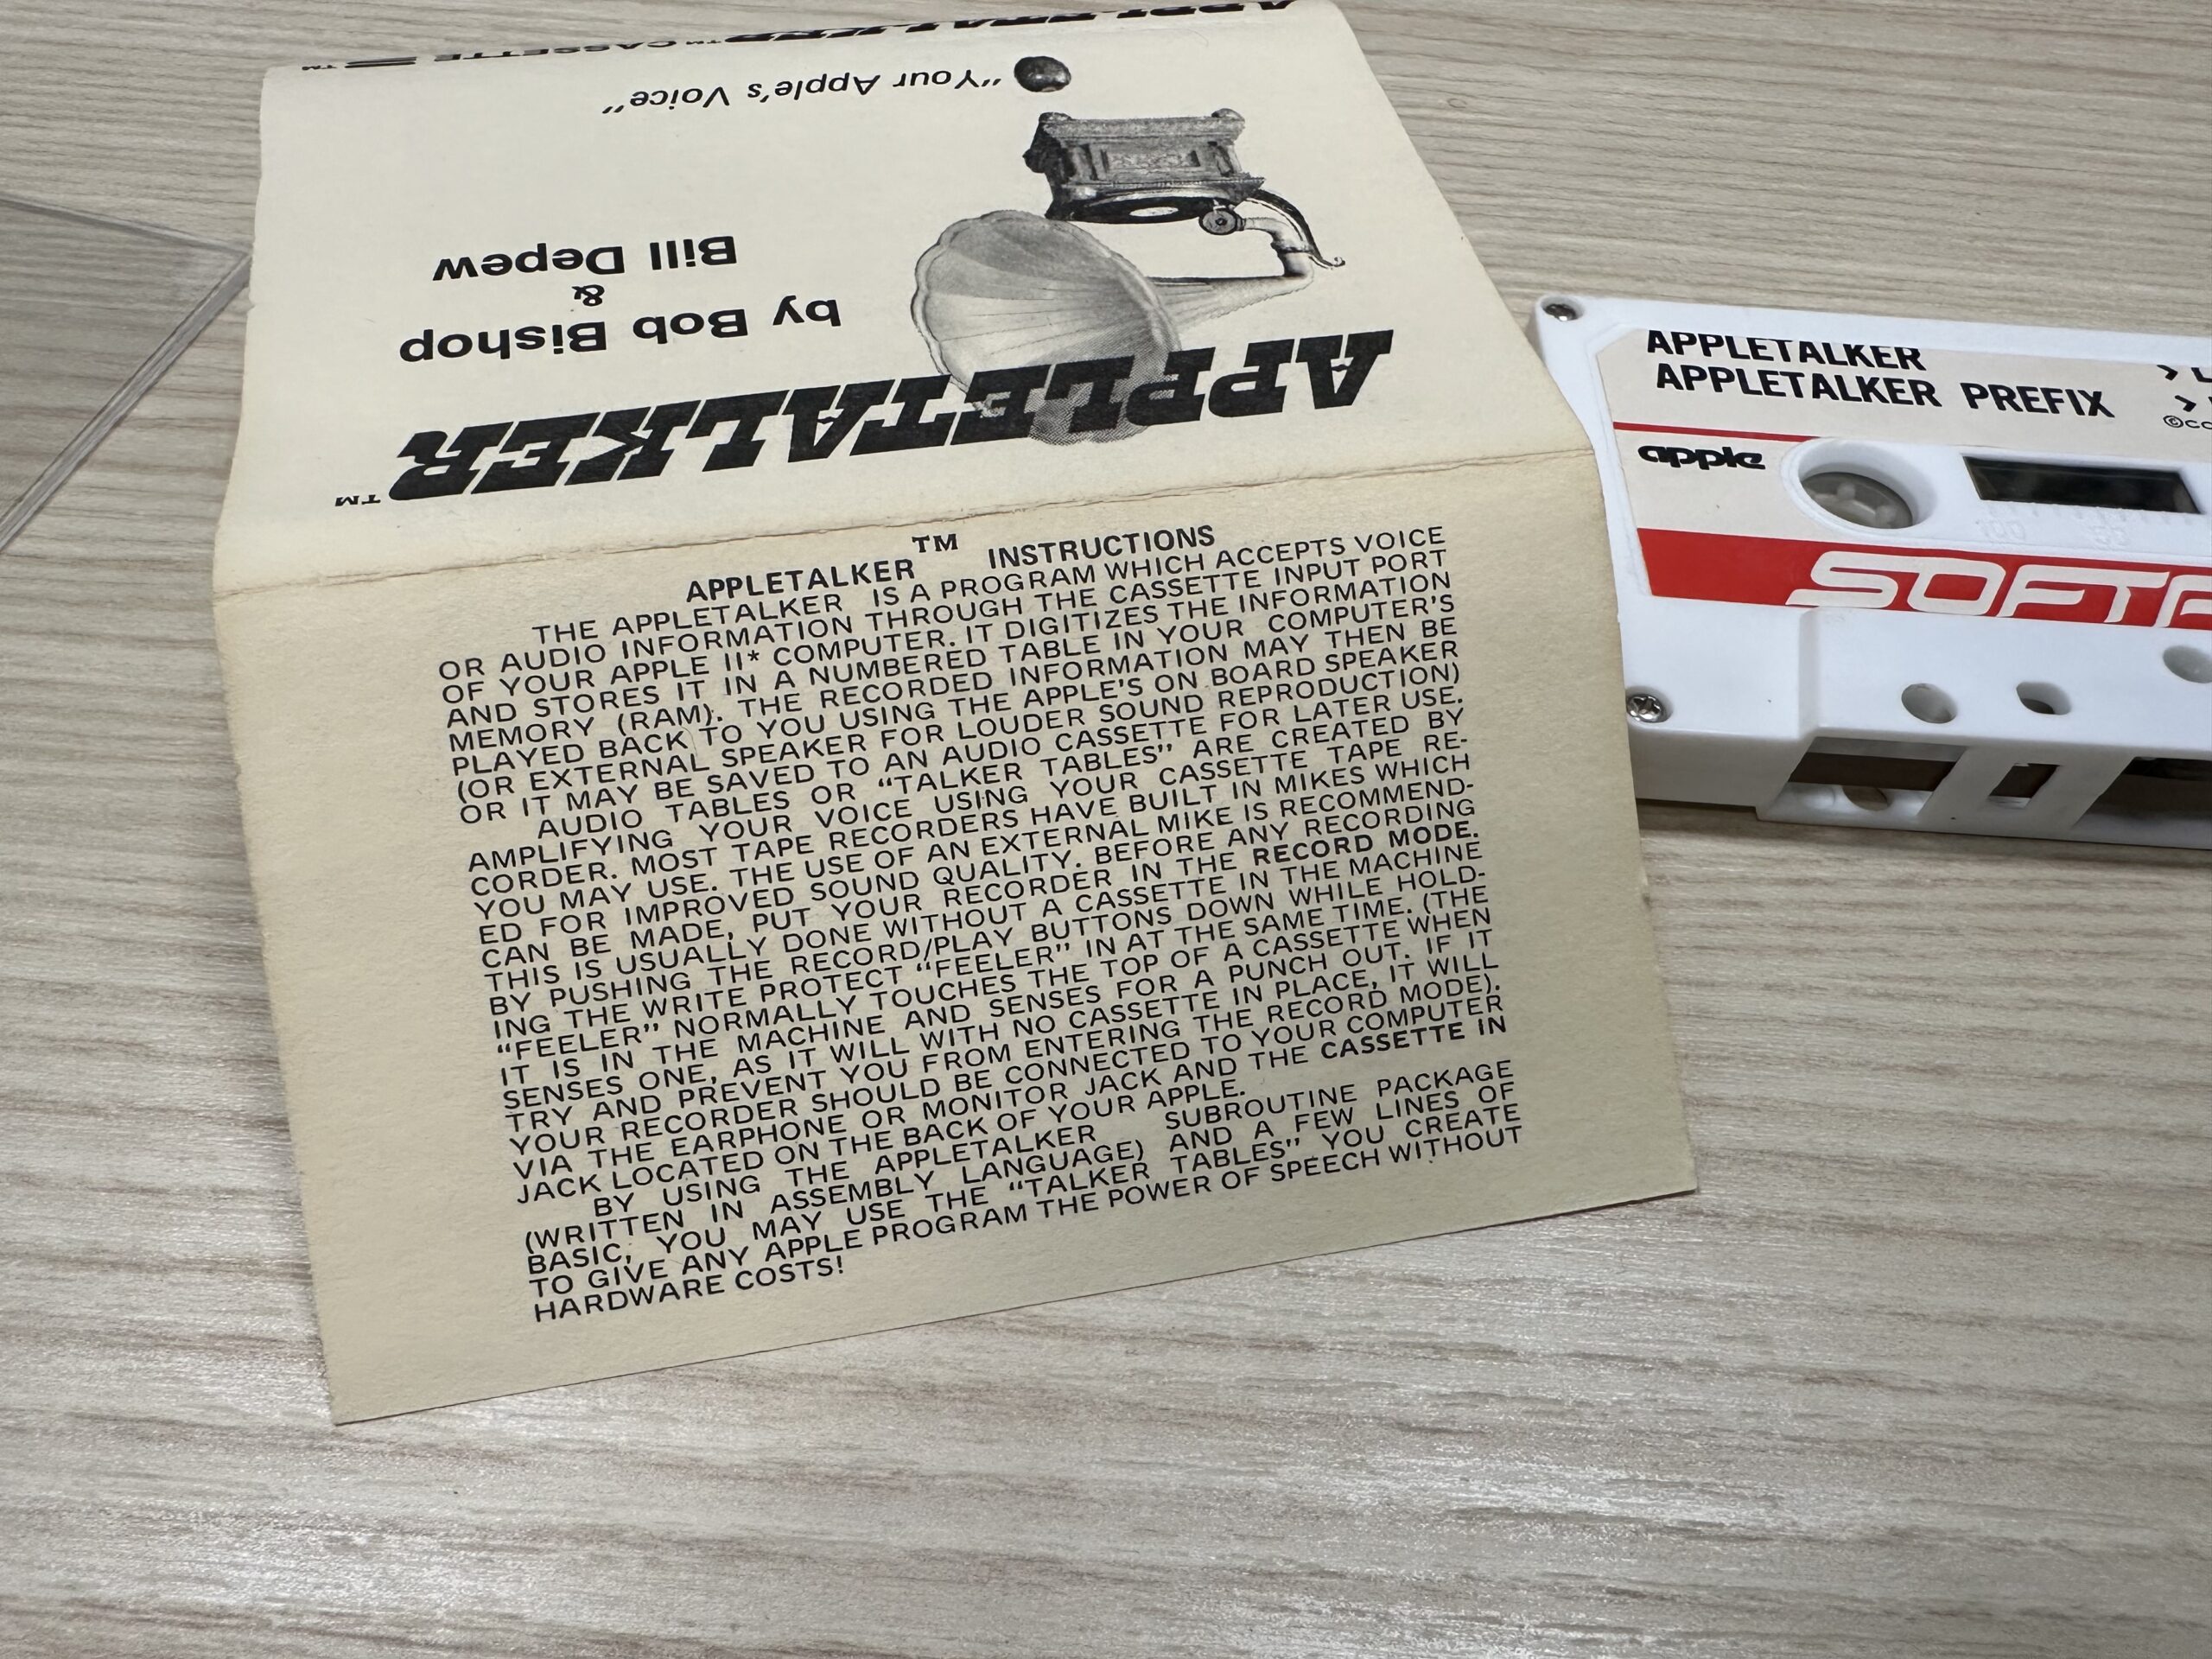 APPLETALKER™ CASSETTE ™
"Your Apple's Voice"
Bill Depew
&
by Bob Bishop
APPLETALKER™
APPLETALKER™ INSTRUCTIONS
THE APPLETALKER IS A PROGRAM WHICH ACCEPTS VOICE
OR AUDIO INFORMATION THROUGH THE CASSETTE INPUT PORT
OF YOUR APPLE II* COMPUTER. IT DIGITIZES THE INFORMATION
AND STORES IT IN A NUMBERED TABLE IN YOUR COMPUTER'S
MEMORY (RAM). THE RECORDED INFORMATION MAY THEN BE
PLAYED BACK TO YOU USING THE APPLE'S ON BOARD SPEAKER
(OR EXTERNAL SPEAKER FOR LOUDER SOUND REPRODUCTION)
OR IT MAY BE SAVED TO AN AUDIO CASSETTE FOR LATER USE.
AUDIO TABLES OR "TALKER TABLES" ARE CREATED BY
AMPLIFYING YOUR VOICE USING YOUR CASSETTE TAPE RE-
CORDER. MOST TAPE RECORDERS HAVE BUILT IN MIKES WHICH
YOU MAY USE. THE USE OF AN EXTERNAL MIKE IS RECOMMEND-
ED FOR IMPROVED SOUND QUALITY. BEFORE ANY RECORDING
CAN BE MADE, PUT YOUR RECORDER IN THE RECORD MODE.
THIS IS USUALLY DONE WITHOUT A CASSETTE IN THE MACHINE
BY PUSHING THE RECORD/PLAY BUTTONS DOWN WHILE HOLD-
ING THE WRITE PROTECT "FEELER" IN AT THE SAME TIME. (THE
"FEELER" NORMALLY TOUCHES THE TOP OF A CASSETTE WHEN
IT IS IN THE MACHINE AND SENSES FOR A PUNCH OUT. IF IT
SENSES ONE, AS IT WILL WITH NO CASSETTE IN PLACE, IT WILL
TRY AND PREVENT YOU FROM ENTERING THE RECORD MODE).
YOUR RECORDER SHOULD BE CONNECTED TO YOUR COMPUTER
VIA THE EARPHONE OR MONITOR JACK AND THE CASSETTE IN
JACK LOCATED ON THE BACK OF YOUR APPLE.
BY USING THE APPLETALKER SUBROUTINE PACKAGE
(WRITTEN IN ASSEMBLY LANGUAGE) AND A FEW LINES OF
BASIC, YOU MAY USE THE "TALKER TABLES" YOU CREATE
TO GIVE ANY APPLE PROGRAM THE POWER OF SPEECH WITHOUT
HARDWARE COSTS!
APPLETALKER
APPLETALKER PREFIX
apple
100 50